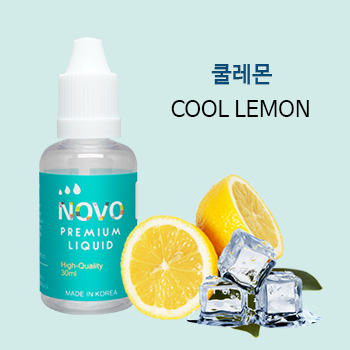 쿨레몬
COOL LEMON
NOVO
PREMIUM
LIQUID
High-Quality
30ml
MADE IN KOREA